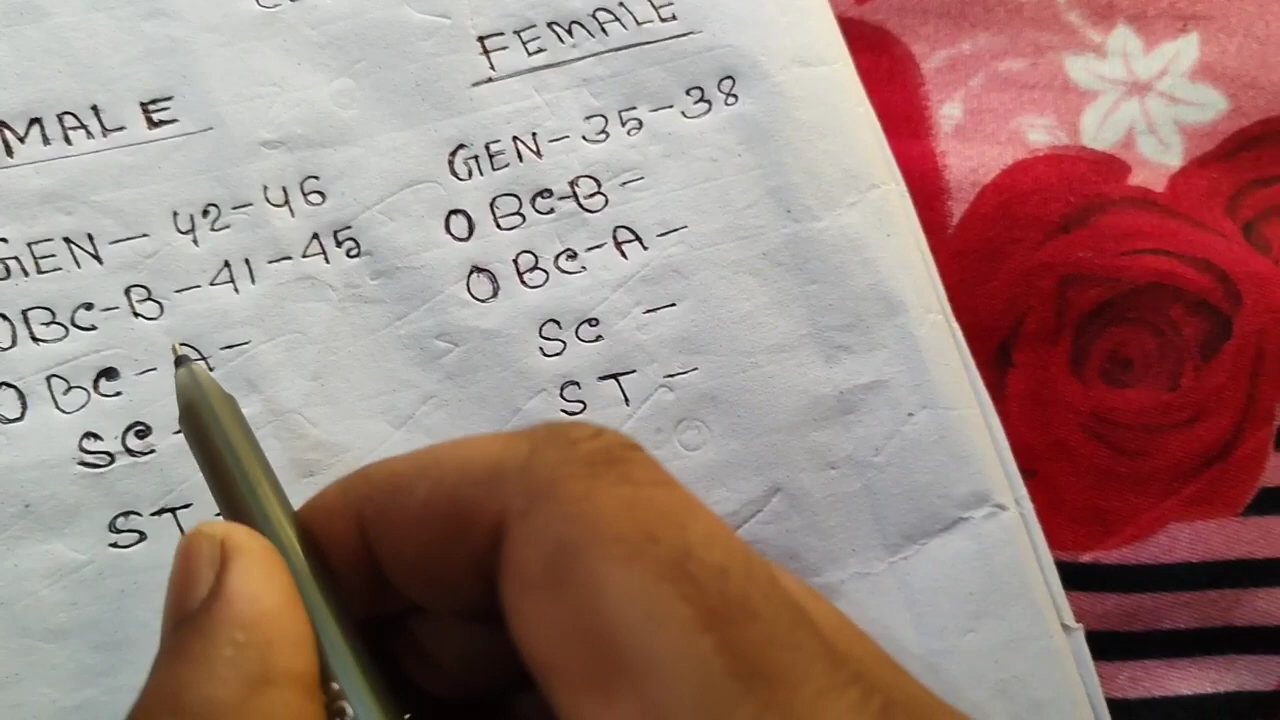 MALE
GEN - 42-46
OBC-B - 41-45
OBC-A -
SC -
ST -
FEMALE
GEN - 35-38
OBC-B -
OBC-A -
SC -
ST -